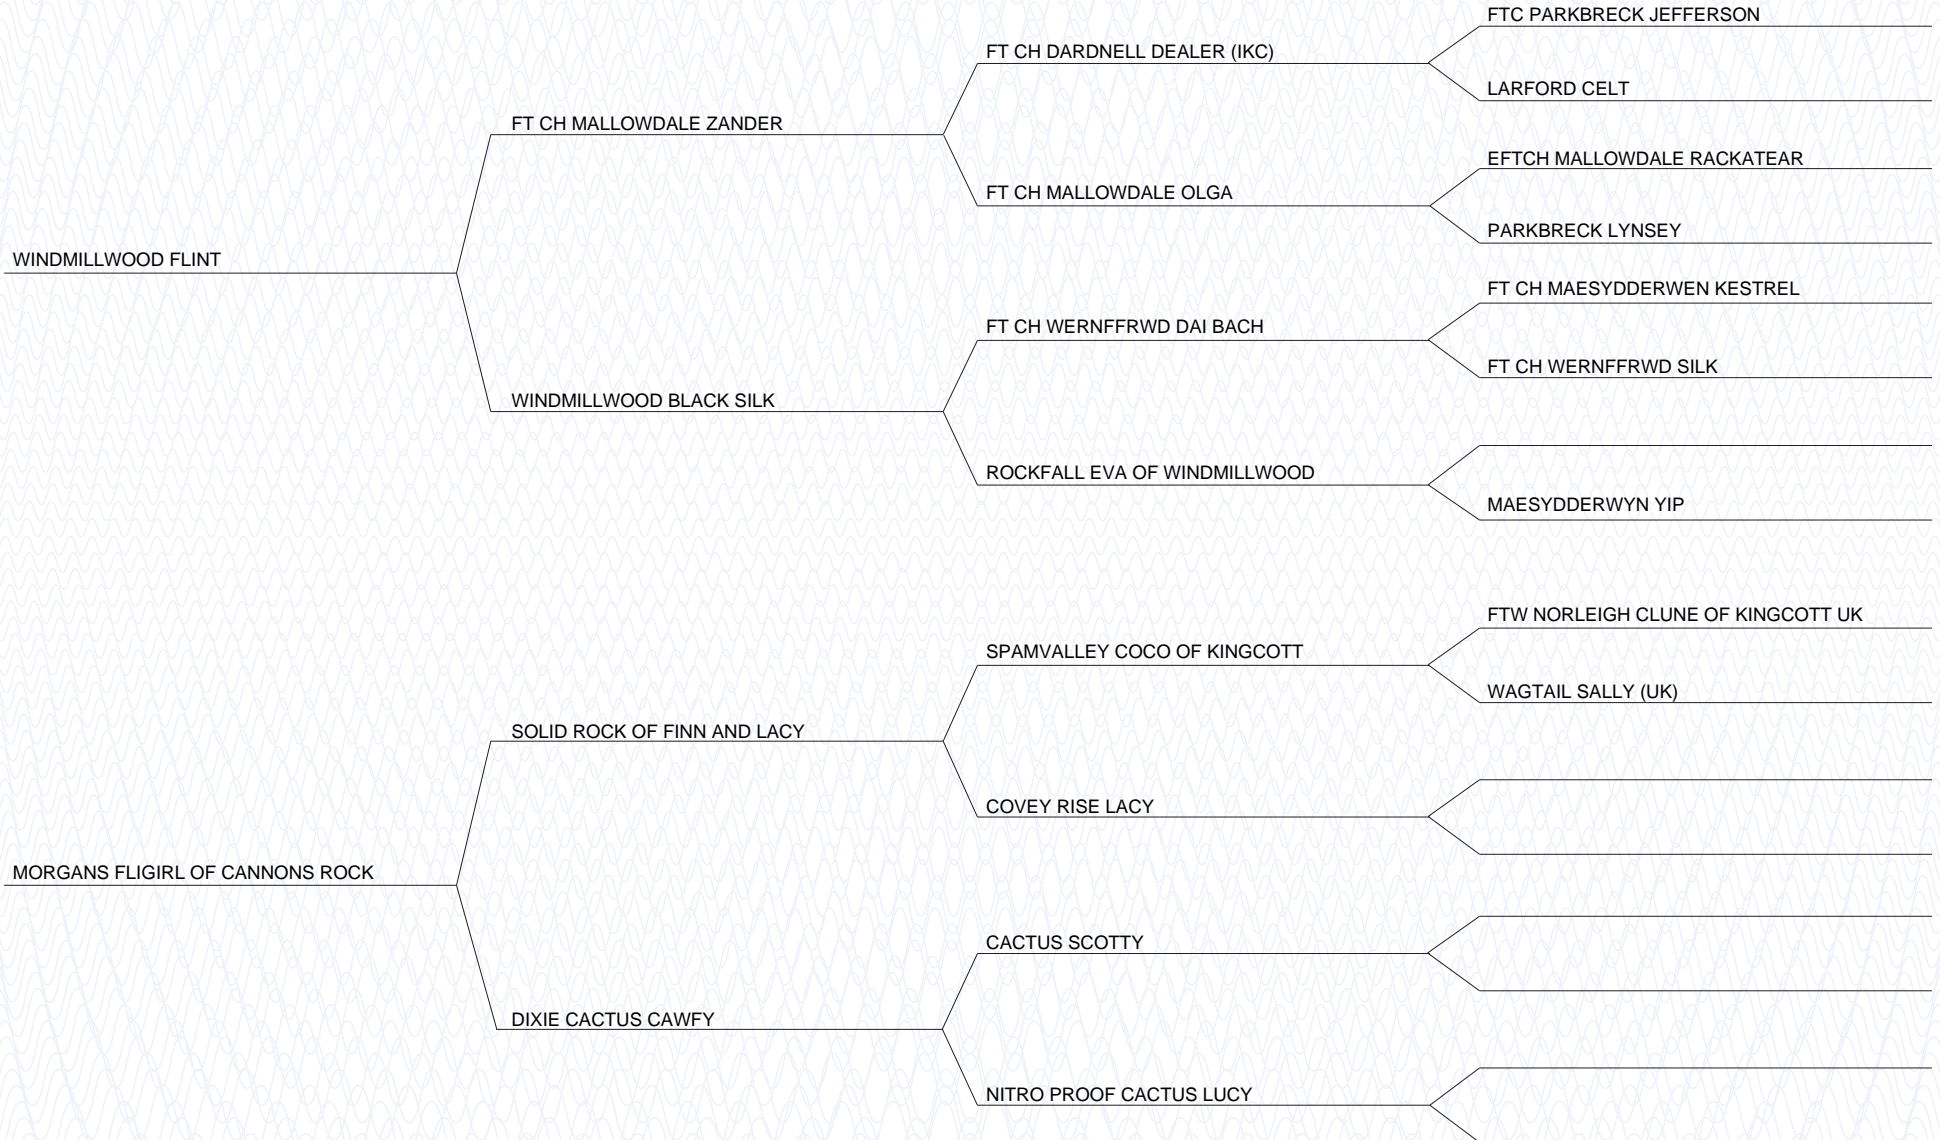 FTC PARKBRECK JEFFERSON
FT CH DARDNELL DEALER (IKC)
LARFORD CELT
FT CH MALLOWDALE ZANDER
EFTCH MALLOWDALE RACKATEAR
FT CH MALLOWDALE OLGA
PARKBRECK LYNSEY
WINDMILLWOOD FLINT
FT CH MAESYDDERWEN KESTREL
FT CH WERNFFRWD DAI BACH
FT CH WERNFFRWD SILK
WINDMILLWOOD BLACK SILK
ROCKFALL EVA OF WINDMILLWOOD
MAESYDDERWYN YIP
FTW NORLEIGH CLUNE OF KINGCOTT UK
SPAMVALLEY COCO OF KINGCOTT
WAGTAIL SALLY (UK)
SOLID ROCK OF FINN AND LACY
COVEY RISE LACY
MORGANS FLIGIRL OF CANNONS ROCK
CACTUS SCOTTY
DIXIE CACTUS CAWFY
NITRO PROOF CACTUS LUCY